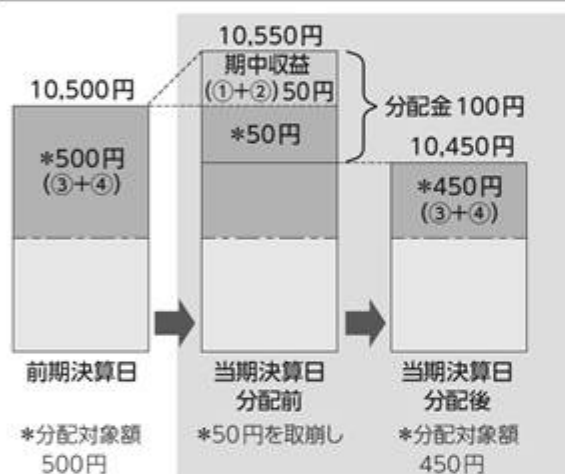 10,500円
*500円
(③+④)
前期決算日
*分配対象額
500円
10,550円
期中収益
(①+②)50円
*50円
分配金100円
当期決算日
分配前
*50円を取崩し
10,450円
*450円
(③+④)
当期決算日
分配後
*分配対象額
450円